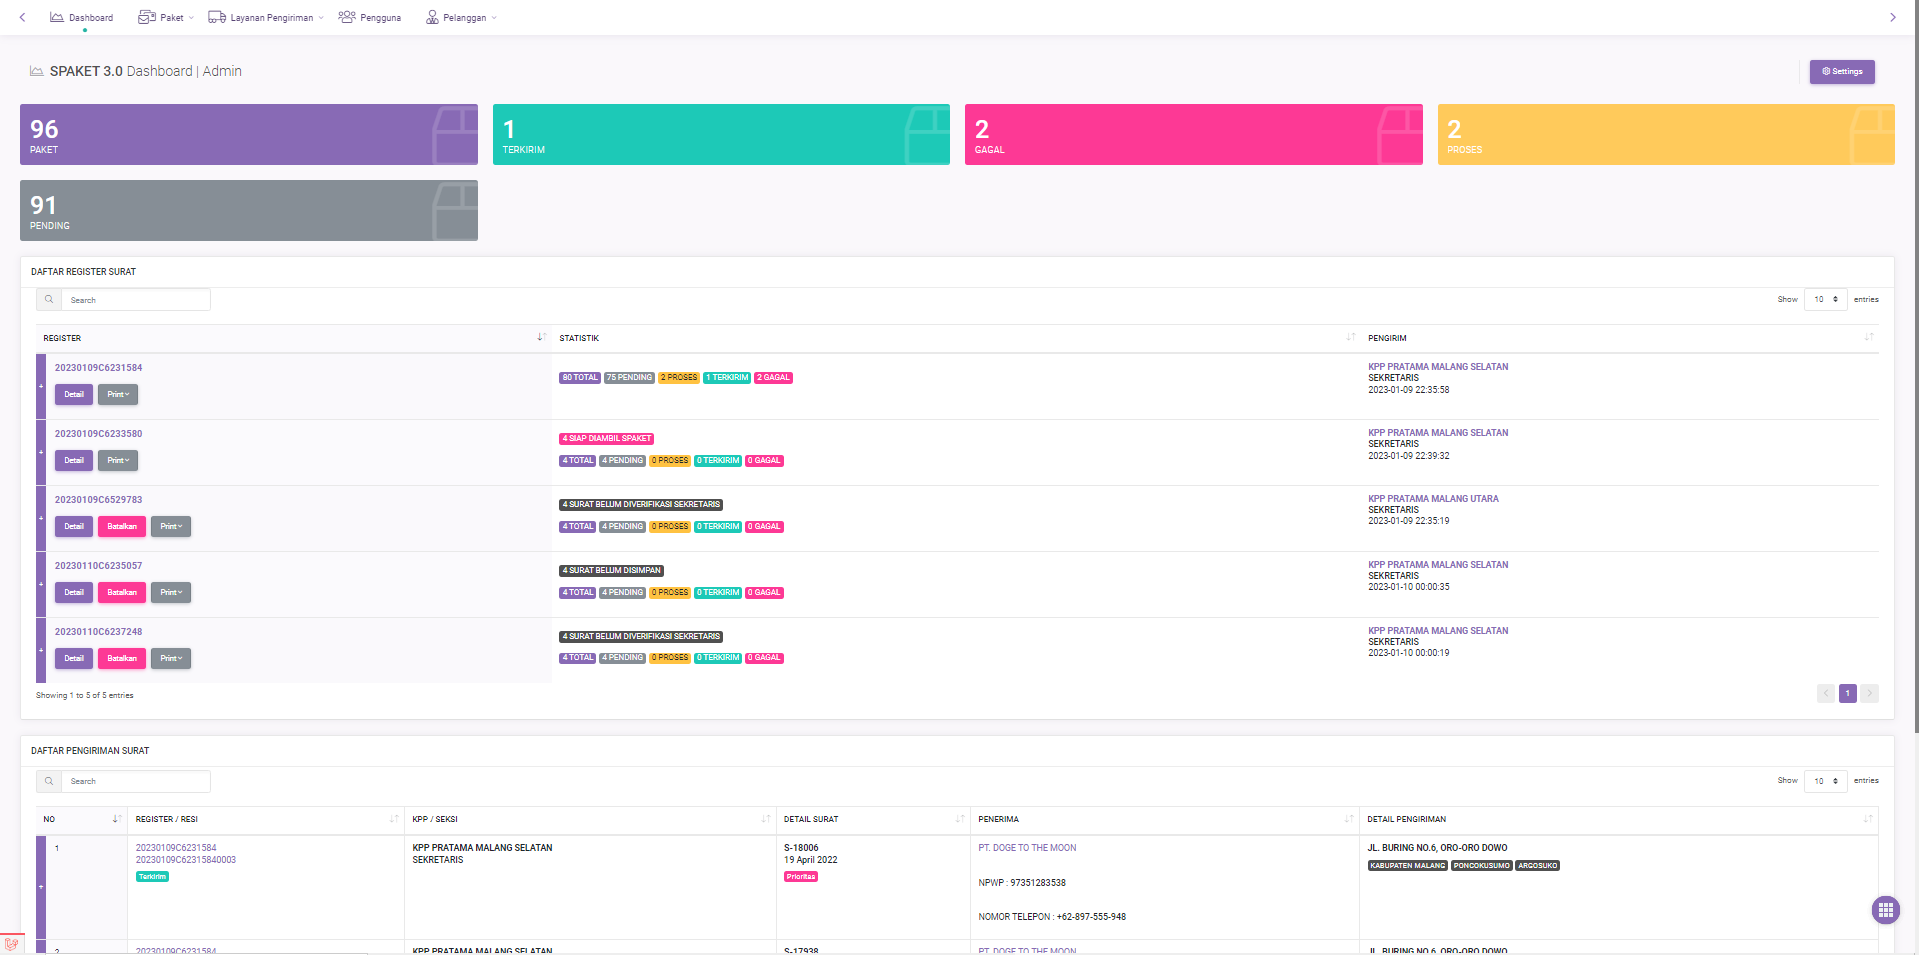 Dashboard Paket Layanan Pengiriman Pengguna Pelanggan
SPAKET 3.0 Dashboard | Admin
Settings
96
PAKET
1
TERKIRIM
2
GAGAL
2
PROSES
91
PENDING
DAFTAR REGISTER SURAT
Search
Show 10 entries
REGISTER STATISTIK PENGIRIM
+
20230109C6231584
Detail Print
80 TOTAL 75 PENDING 2 PROSES 1 TERKIRIM 2 GAGAL
KPP PRATAMA MALANG SELATAN
SEKRETARIS
2023-01-09 22:35:58
+
20230109C6233580
Detail Print
4 SIAP DIAMBIL SPAKET
4 TOTAL 4 PENDING 0 PROSES 0 TERKIRIM 0 GAGAL
KPP PRATAMA MALANG SELATAN
SEKRETARIS
2023-01-09 22:39:32
+
20230109C6529783
Detail Batalkan Print
4 SURAT BELUM DIVERIFIKASI SEKRETARIS
4 TOTAL 4 PENDING 0 PROSES 0 TERKIRIM 0 GAGAL
KPP PRATAMA MALANG UTARA
SEKRETARIS
2023-01-09 22:35:19
+
20230110C6235057
Detail Batalkan Print
4 SURAT BELUM DISIMPAN
4 TOTAL 4 PENDING 0 PROSES 0 TERKIRIM 0 GAGAL
KPP PRATAMA MALANG SELATAN
SEKRETARIS
2023-01-10 00:00:35
+
20230110C6237248
Detail Batalkan Print
4 SURAT BELUM DIVERIFIKASI SEKRETARIS
4 TOTAL 4 PENDING 0 PROSES 0 TERKIRIM 0 GAGAL
KPP PRATAMA MALANG SELATAN
SEKRETARIS
2023-01-10 00:00:19
Showing 1 to 5 of 5 entries
1
DAFTAR PENGIRIMAN SURAT
Search
Show 10 entries
NO REGISTER / RESI KPP / SEKSI DETAIL SURAT PENERIMA DETAIL PENGIRIMAN
+
1
20230109C6231584
20230109C62315840003
Terkirim
KPP PRATAMA MALANG SELATAN
SEKRETARIS
S-18006
19 April 2022
Prioritas
PT. DOGE TO THE MOON
NPWP : 97351283538
NOMOR TELEPON : +62-897-555-948
JL. BURING NO.6, ORO-ORO DOWO
KABUPATEN MALANG PONCOKUSUMO ARGOSUKO
2
20230109C6231584
KPP PRATAMA MALANG SELATAN
S-17938
PT. DOGE TO THE MOON
JL. BURING NO.6, ORO-ORO DOWO